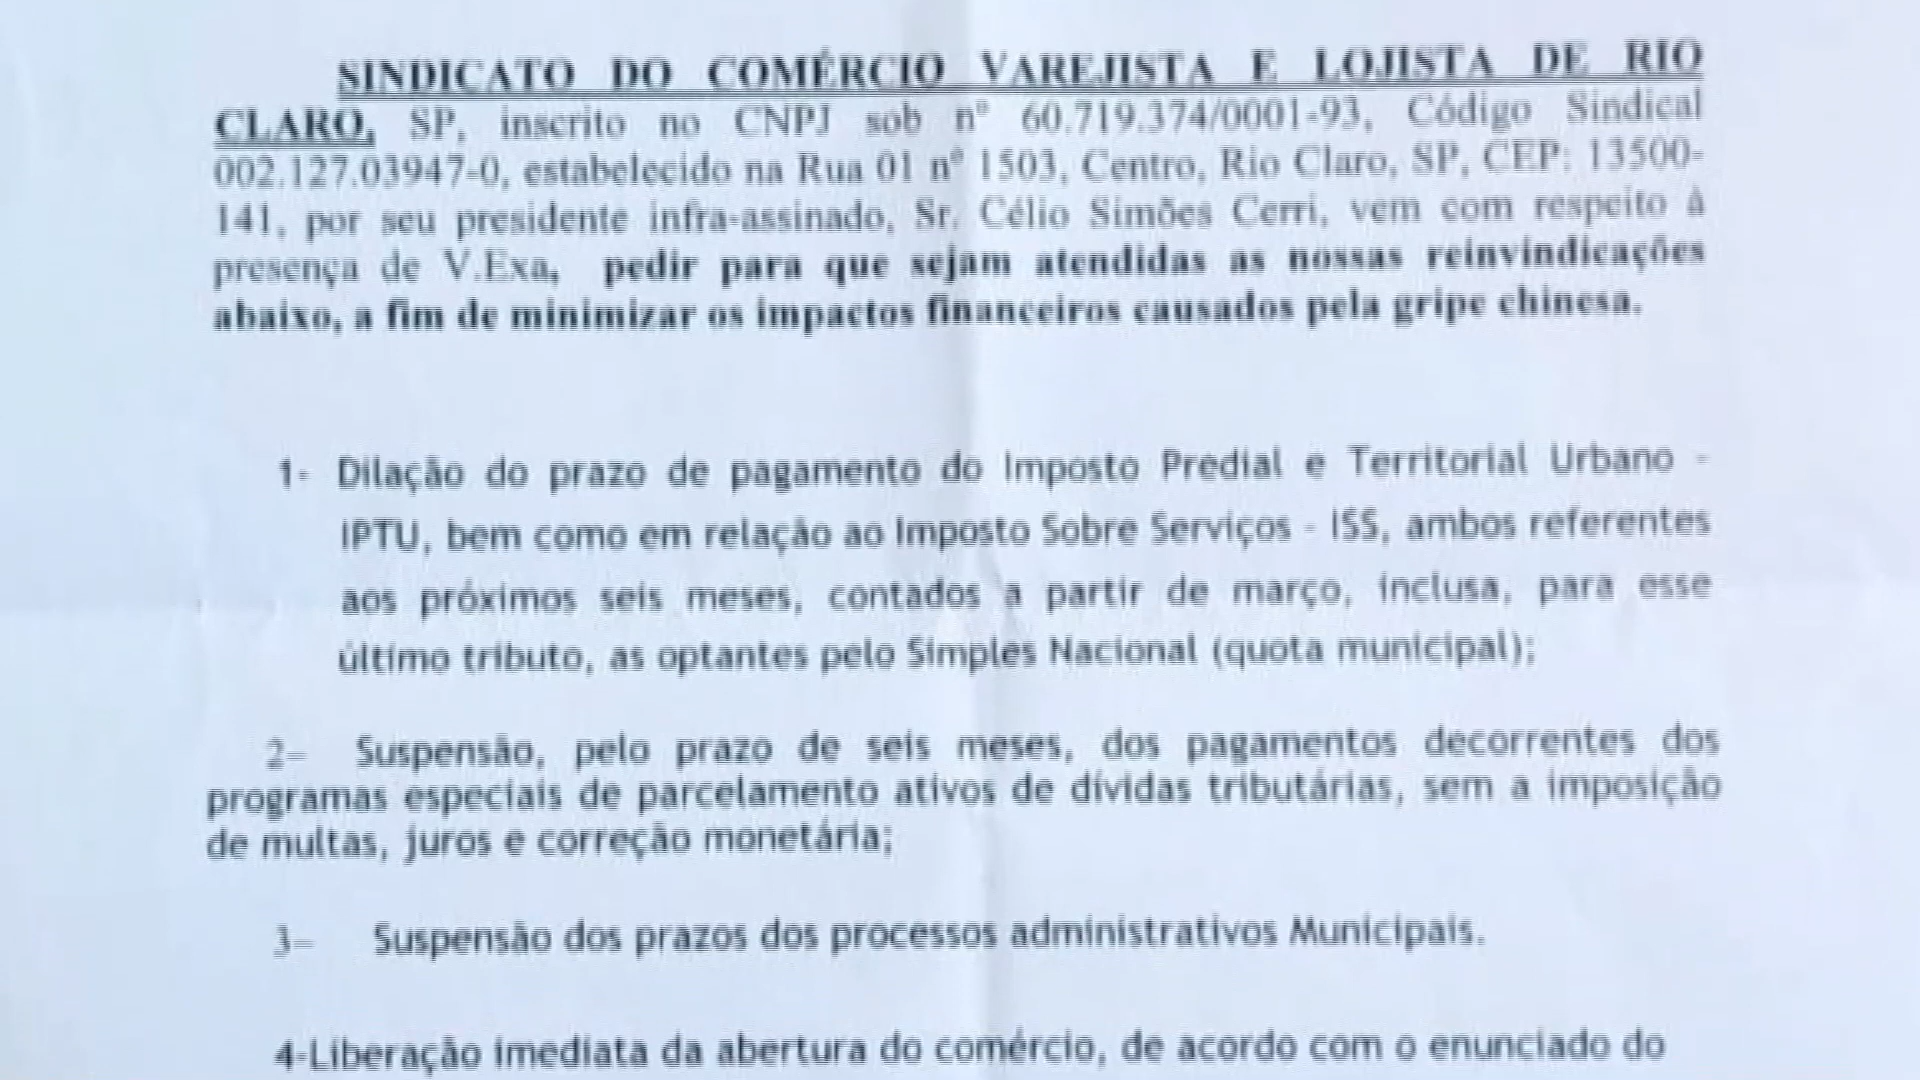 SINDICATO DO COMÉRCIO VAREJISTA E LOJISTA DE RIO
CLARO, SP, inscrito no CNPJ sob nº 60.719.374/0001-93, Código Sindical
002.127.03947-0, estabelecido na Rua 01 nº 1503, Centro, Rio Claro, SP, CEP: 13500-
141, por seu presidente infra-assinado, Sr. Célio Simões Cerri, vem com respeito à
presença de V.Exa, pedir para que sejam atendidas as nossas reinvindicações
abaixo, a fim de minimizar os impactos financeiros causados pela gripe chinesa.
1- Dilação do prazo de pagamento do Imposto Predial e Territorial Urbano -
IPTU, bem como em relação ao Imposto Sobre Serviços - ISS, ambos referentes
aos próximos seis meses, contados a partir de março, inclusa, para esse
último tributo, as optantes pelo Simples Nacional (quota municipal);
2- Suspensão, pelo prazo de seis meses, dos pagamentos decorrentes dos
programas especiais de parcelamento ativos de dívidas tributárias, sem a imposição
de multas, juros e correção monetária;
3- Suspensão dos prazos dos processos administrativos Municipais.
4-Liberação imediata da abertura do comércio, de acordo com o enunciado do